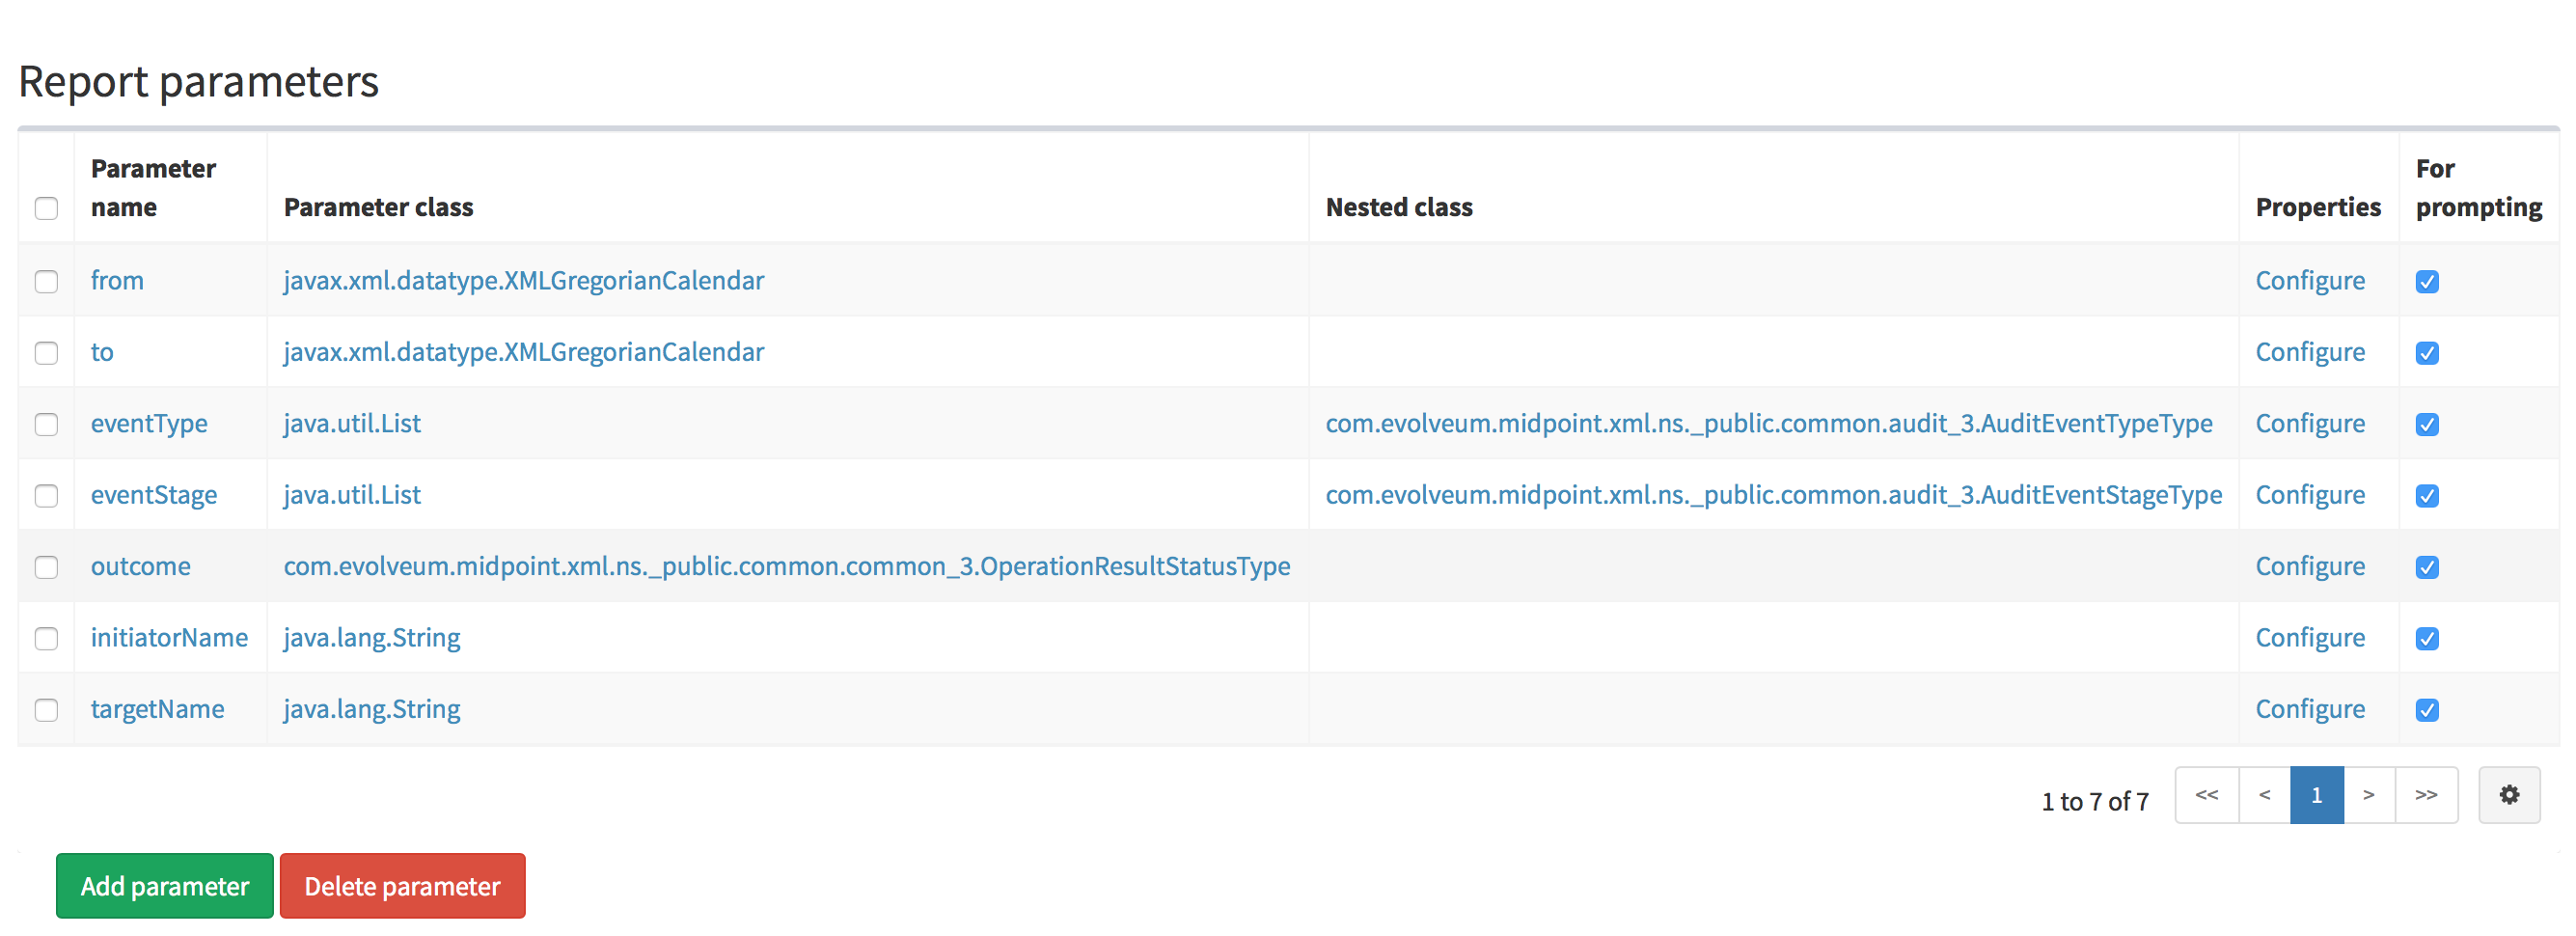 Report parameters
Parameter name Parameter class Nested class Properties For prompting
from javax.xml.datatype.XMLGregorianCalendar Configure
to javax.xml.datatype.XMLGregorianCalendar Configure
eventType java.util.List com.evolveum.midpoint.xml.ns._public.common.audit_3.AuditEventTypeType Configure
eventStage java.util.List com.evolveum.midpoint.xml.ns._public.common.audit_3.AuditEventStageType Configure
outcome com.evolveum.midpoint.xml.ns._public.common.common_3.OperationResultStatusType Configure
initiatorName java.lang.String Configure
targetName java.lang.String Configure
1 to 7 of 7 << < 1 > >>
Add parameter Delete parameter